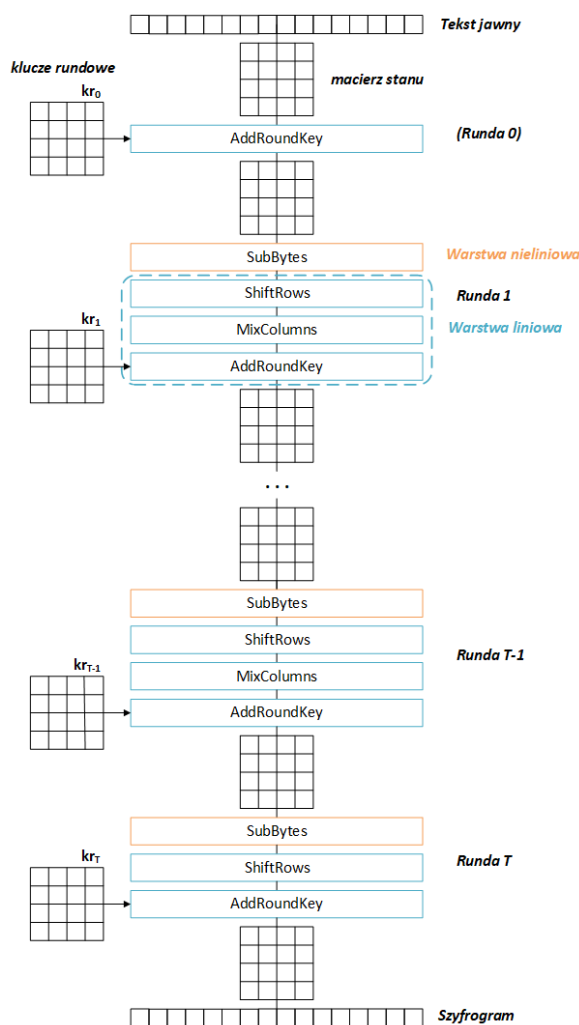 Tekst jawny
klucze rundowe
macierz stanu
kr0
AddRoundKey
(Runda 0)
SubBytes
Warstwa nieliniowa
ShiftRows
Runda 1
kr1
MixColumns
Warstwa liniowa
AddRoundKey
...
SubBytes
ShiftRows
Runda T-1
krT-1
MixColumns
AddRoundKey
SubBytes
krT
ShiftRows
Runda T
AddRoundKey
Szyfrogram